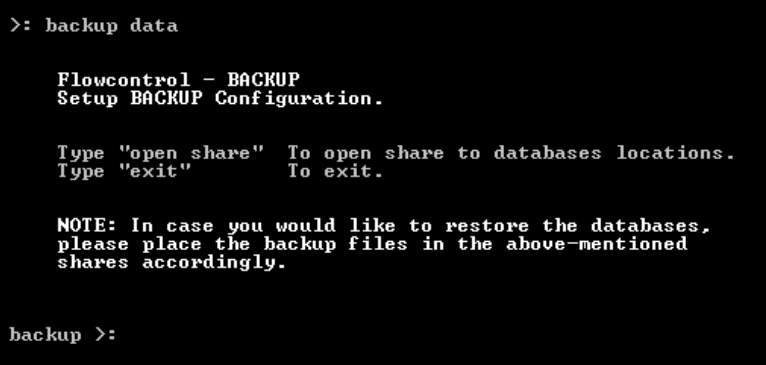 >: backup data
Flowcontrol - BACKUP
Setup BACKUP Configuration.
Type "open share" To open share to databases locations.
Type "exit" To exit.
NOTE: In case you would like to restore the databases,
please place the backup files in the above-mentioned
shares accordingly.
backup >: